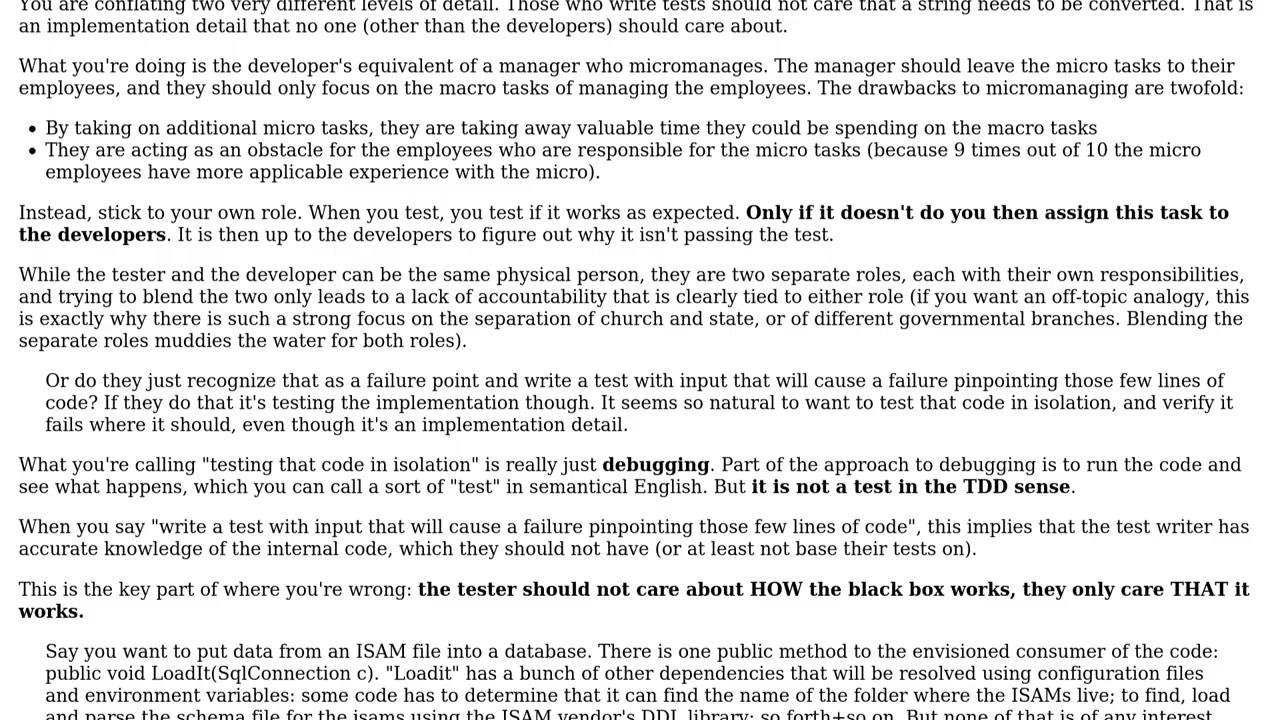 You are conflating two very different levels of detail. Those who write tests should not care that a string needs to be converted. That is
an implementation detail that no one (other than the developers) should care about.
What you're doing is the developer's equivalent of a manager who micromanages. The manager should leave the micro tasks to their
employees, and they should only focus on the macro tasks of managing the employees. The drawbacks to micromanaging are twofold:
• By taking on additional micro tasks, they are taking away valuable time they could be spending on the macro tasks
• They are acting as an obstacle for the employees who are responsible for the micro tasks (because 9 times out of 10 the micro
employees have more applicable experience with the micro).
Instead, stick to your own role. When you test, you test if it works as expected. Only if it doesn't do you then assign this task to
the developers. It is then up to the developers to figure out why it isn't passing the test.
While the tester and the developer can be the same physical person, they are two separate roles, each with their own responsibilities,
and trying to blend the two only leads to a lack of accountability that is clearly tied to either role (if you want an off-topic analogy, this
is exactly why there is such a strong focus on the separation of church and state, or of different governmental branches. Blending the
separate roles muddies the water for both roles).
Or do they just recognize that as a failure point and write a test with input that will cause a failure pinpointing those few lines of
code? If they do that it's testing the implementation though. It seems so natural to want to test that code in isolation, and verify it
fails where it should, even though it's an implementation detail.
What you're calling "testing that code in isolation" is really just debugging. Part of the approach to debugging is to run the code and
see what happens, which you can call a sort of "test" in semantical English. But it is not a test in the TDD sense.
When you say "write a test with input that will cause a failure pinpointing those few lines of code", this implies that the test writer has
accurate knowledge of the internal code, which they should not have (or at least not base their tests on).
This is the key part of where you're wrong: the tester should not care about HOW the black box works, they only care THAT it
works.
Say you want to put data from an ISAM file into a database. There is one public method to the envisioned consumer of the code:
public void LoadIt(SqlConnection c). "Loadit" has a bunch of other dependencies that will be resolved using configuration files
and environment variables: some code has to determine that it can find the name of the folder where the ISAMs live; to find, load
and parse the schema file for the isams using the ISAM vendor's DDL library; so forth+so on. But none of that is of any interest